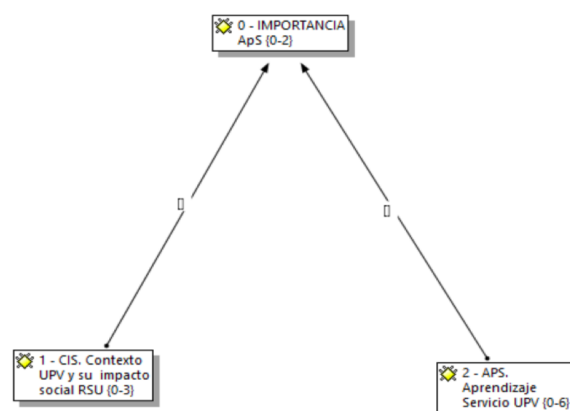 0 - IMPORTANCIA
ApS {0-2}
1 - CIS. Contexto
UPV y su impacto
social RSU {0-3}
2 - APS.
Aprendizaje
Servicio UPV {0-6}